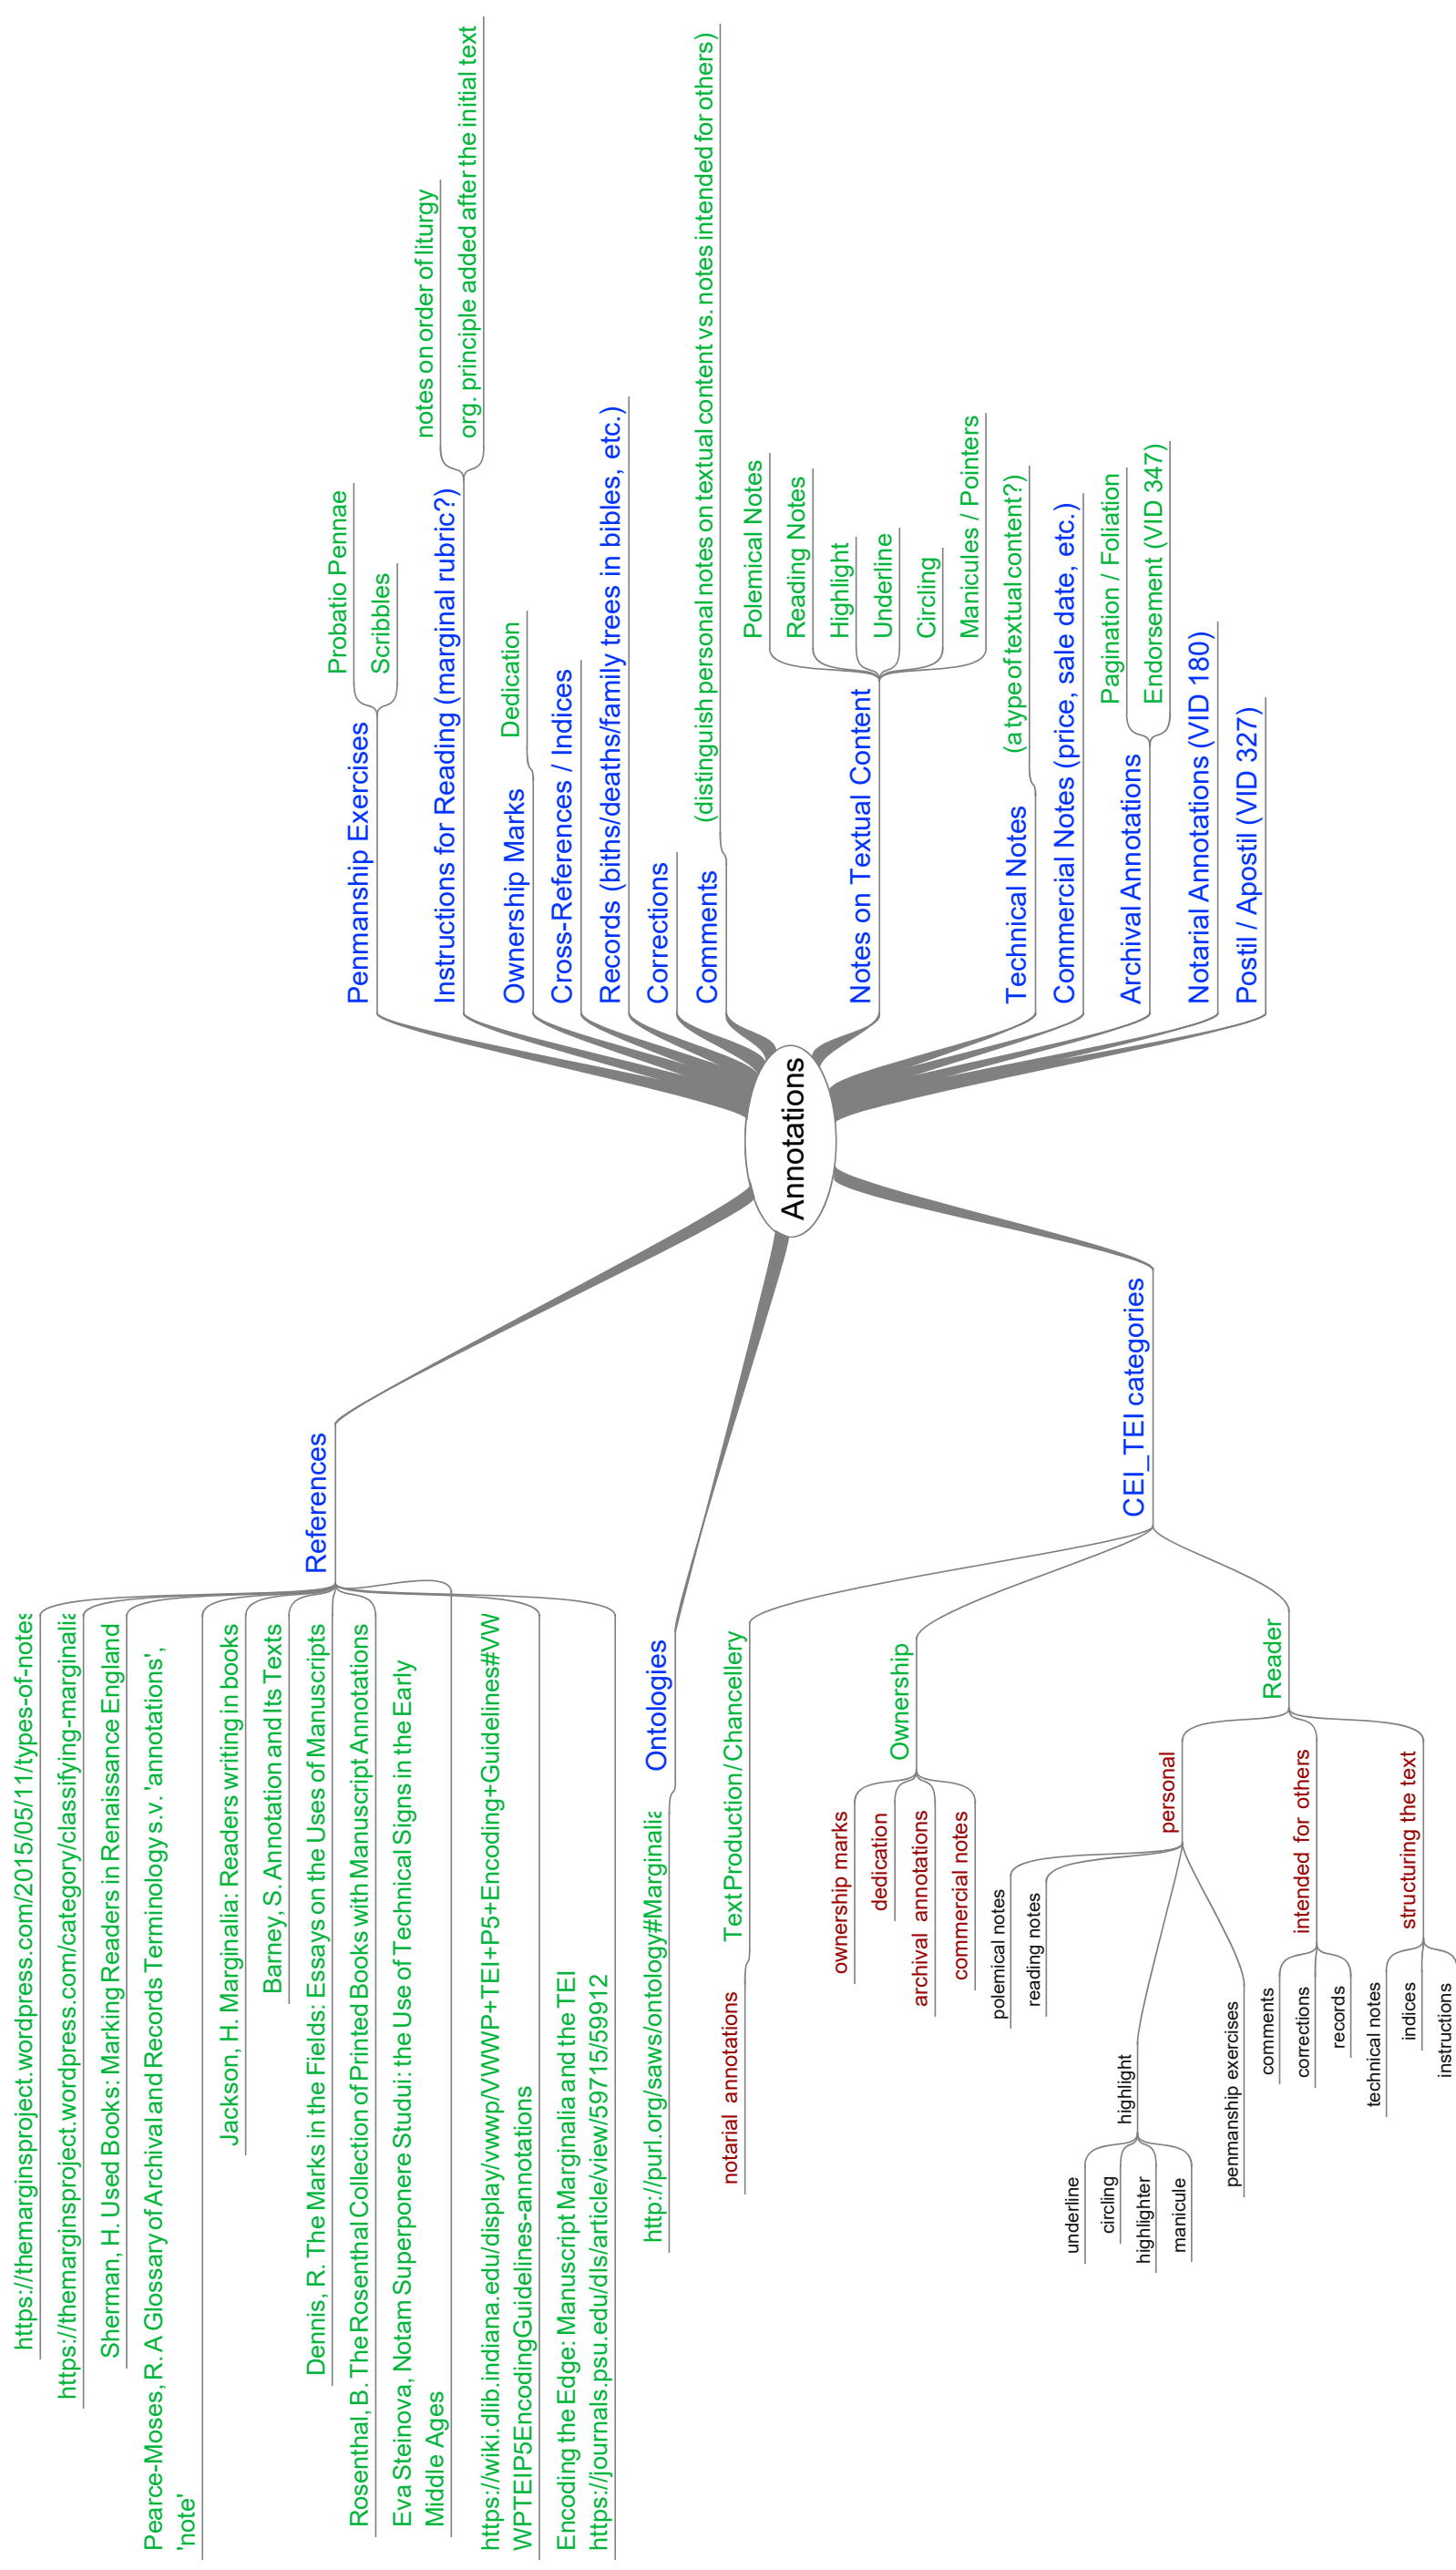 Annotations
Penmanship Exercises
Probatio Pennae
Scribbles
Instructions for Reading (marginal rubric?)
notes on order of liturgy
org. principle added after the initial text
Ownership Marks
Dedication
Cross-References / Indices
Records (biths/deaths/family trees in bibles, etc.)
Corrections
Comments
(distinguish personal notes on textual content vs. notes intended for others)
Notes on Textual Content
Polemical Notes
Reading Notes
Highlight
Underline
Circling
Manicules / Pointers
Technical Notes
(a type of textual content?)
Commercial Notes (price, sale date, etc.)
Archival Annotations
Pagination / Foliation
Endorsement (VID 347)
Notarial Annotations (VID 180)
Postil / Apostil (VID 327)
References
https://themarginsproject.wordpress.com/2015/05/11/types-of-notes
https://themarginsproject.wordpress.com/category/classifying-marginalia
Sherman, H. Used Books: Marking Readers in Renaissance England
Pearce-Moses, R. A Glossary of Archival and Records Terminology s.v. 'annotations',
'note'
Jackson, H. Marginalia: Readers writing in books
Barney, S. Annotation and Its Texts
Dennis, R. The Marks in the Fields: Essays on the Uses of Manuscripts
Rosenthal, B. The Rosenthal Collection of Printed Books with Manuscript Annotations
Eva Steinova, Notam Superponere Studui: the Use of Technical Signs in the Early
Middle Ages
https://wiki.dlib.indiana.edu/display/vwwp/VWWP+TEI+P5+Encoding+Guidelines#VW
WPTEIP5EncodingGuidelines-annotations
Encoding the Edge: Manuscript Marginalia and the TEI
https://journals.psu.edu/dls/article/view/59715/59912
Ontologies
http://purl.org/saws/ontology#Marginalia
CEI_TEI categories
Text Production / Chancellery
notarial annotations
Ownership
ownership marks
dedication
archival annotations
commercial notes
Reader
personal
polemical notes
reading notes
highlight
underline
circling
highlighter
manicule
penmanship exercises
intended for others
comments
corrections
records
structuring the text
technical notes
indices
instructions